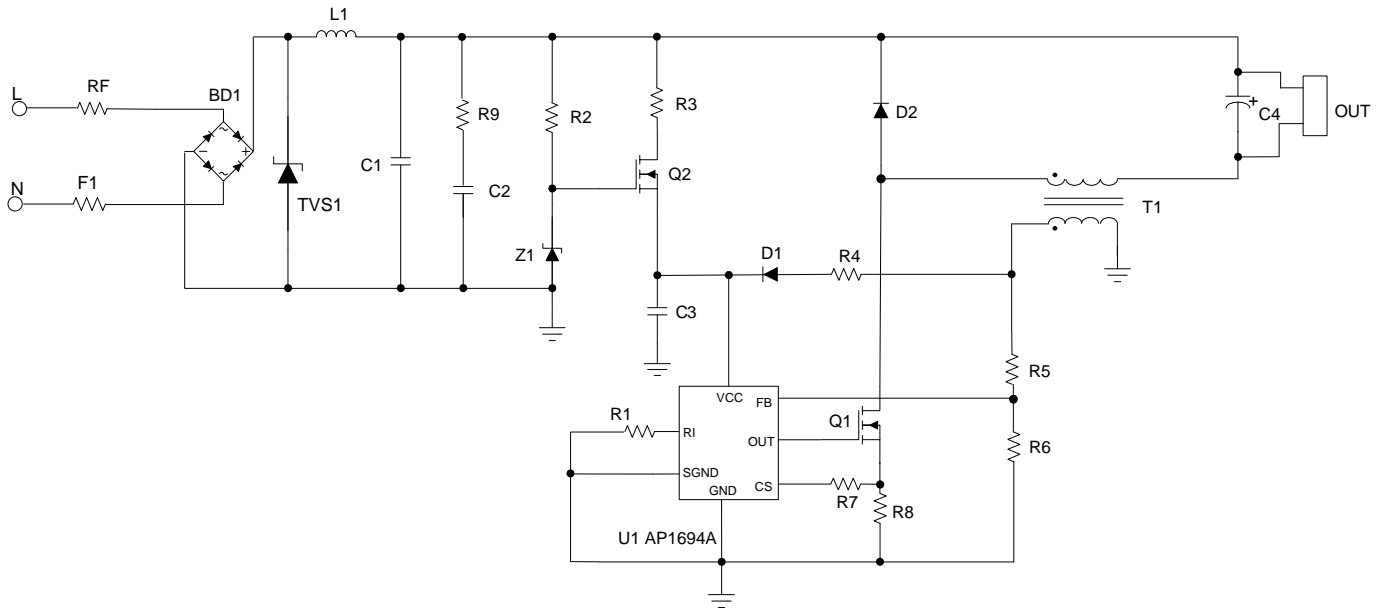 L1
L
RF
BD1
~
-
+
~
N
F1
TVS1
C1
R9
C2
R2
Z1
R3
Q2
D2
C4
+
OUT
T1
D1
R4
C3
R5
R6
R1
VCC
FB
RI
OUT
SGND
CS
GND
Q1
R7
R8
U1 AP1694A